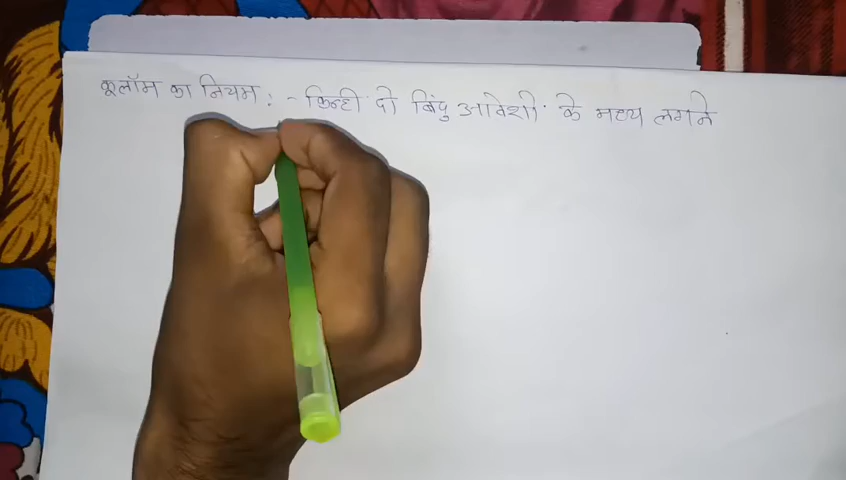 कूलॉम का नियम : - किन्ही दो बिंदु आवेशों के मध्य लगने